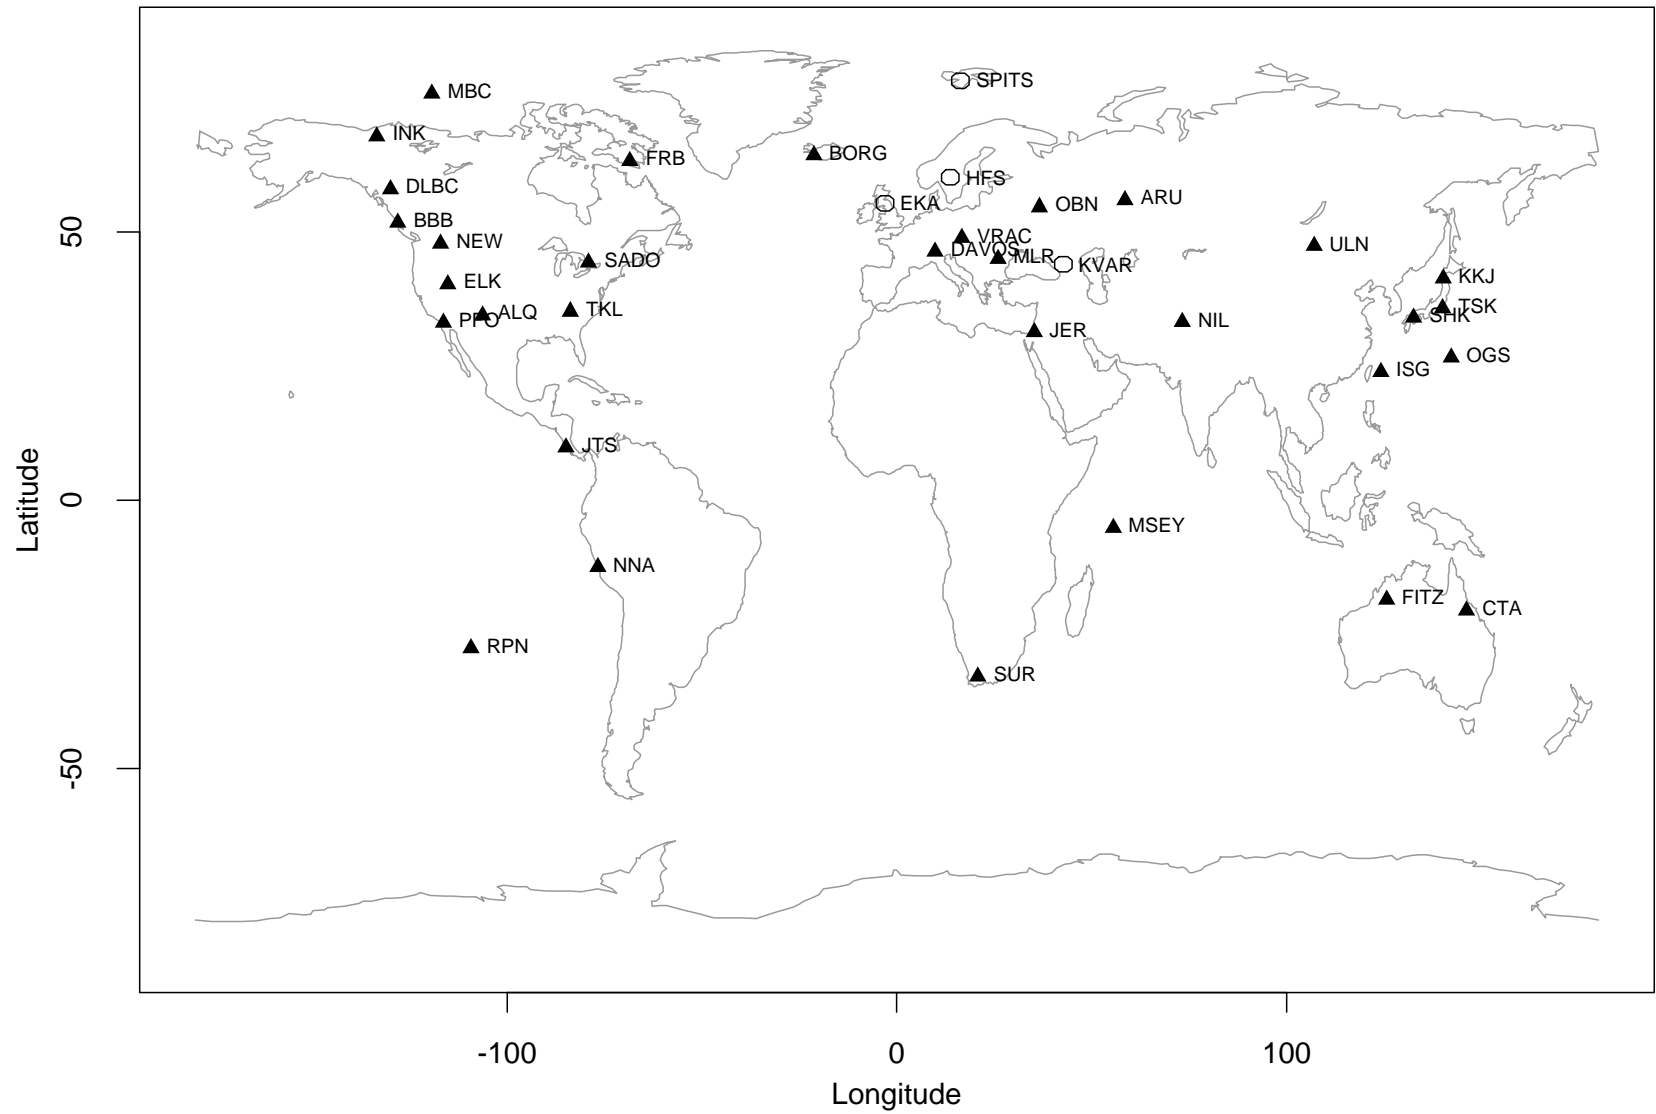 SPITS
MBC
INK
BORG
FRB
HFS
DLBC
ARU
EKA
OBN
BBB
VRAC
NEW
ULN
DAVOS
MLR
SADO
KVAR
KKJ
ELK
TSK
TKL
ALQ
SHK
PFO
NIL
JER
OGS
ISG
JTS
MSEY
NNA
FITZ
CTA
RPN
SUR
50
0
-50
Latitude
-100
0
100
Longitude